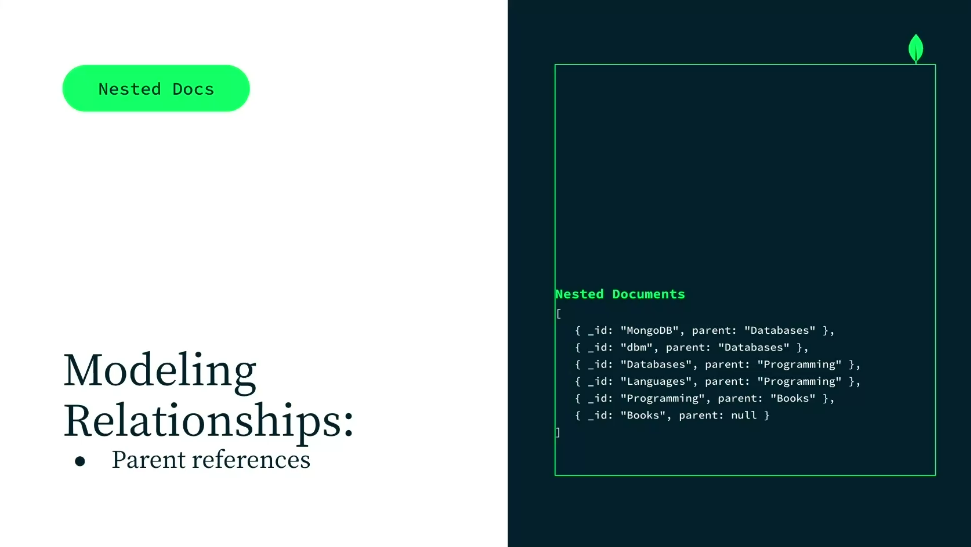 Nested Docs
Modeling
Relationships:
● Parent references
Nested Documents
[
{ _id: "MongoDB", parent: "Databases" },
{ _id: "dbm", parent: "Databases" },
{ _id: "Databases", parent: "Programming" },
{ _id: "Languages", parent: "Programming" },
{ _id: "Programming", parent: "Books" },
{ _id: "Books", parent: null }
]